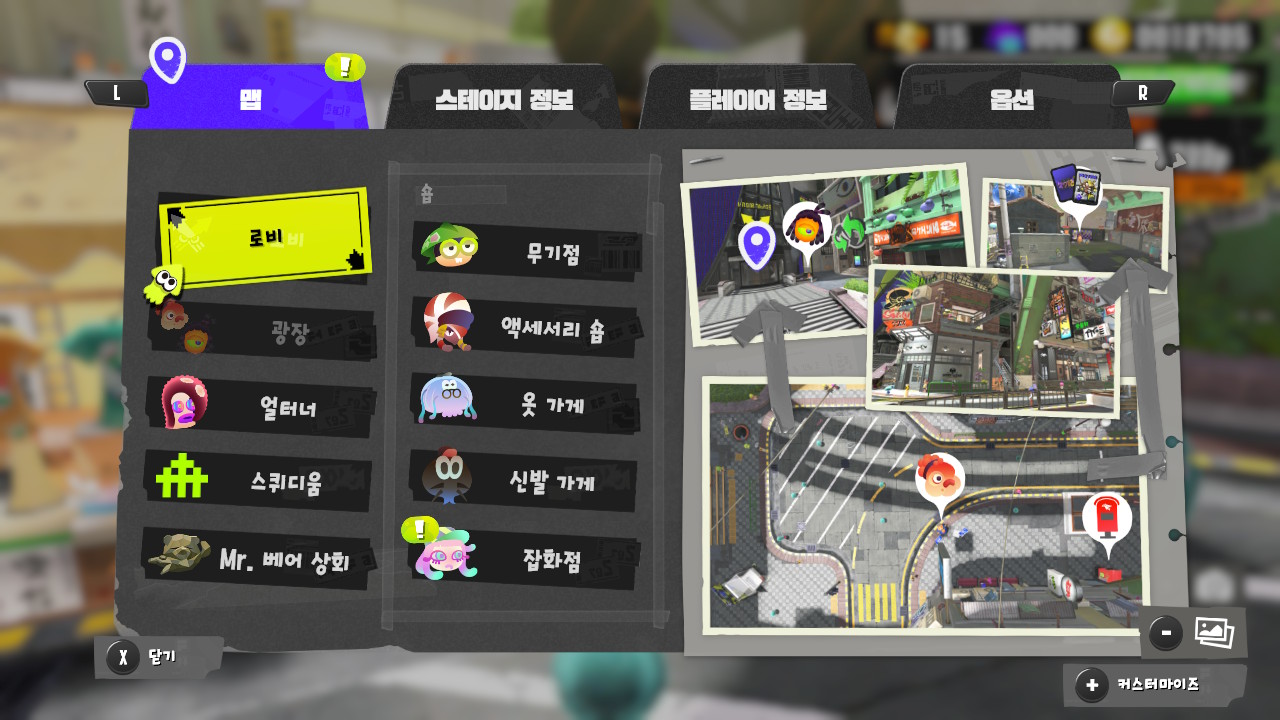 L
맵
!
스테이지 정보
플레이어 정보
옵션
R
로비
광장
얼터너
스퀴디움
Mr. 베어 상회
숍
무기점
액세서리 숍
옷 가게
신발 가게
!
잡화점
X 닫기
-
+ 커스터마이즈